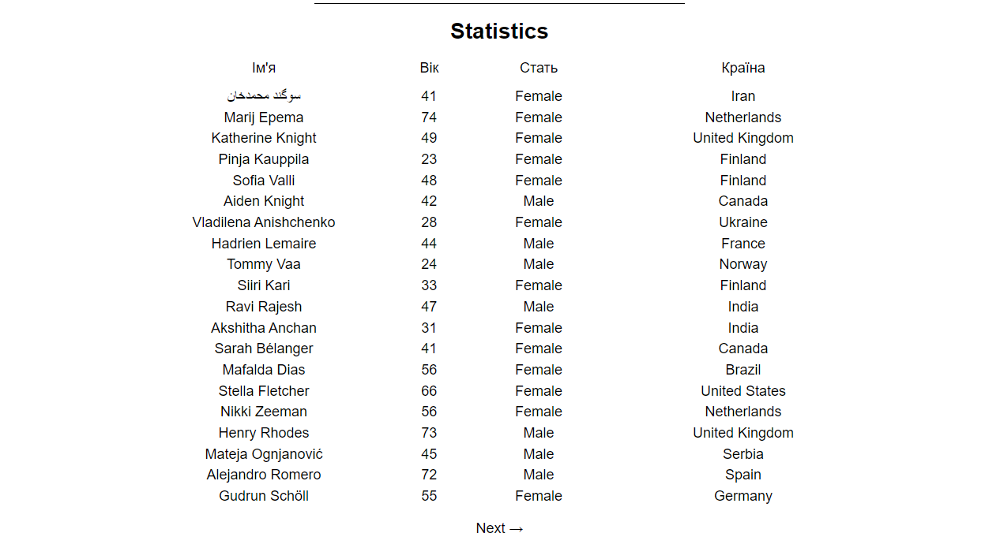 Statistics
Ім'я Вік Стать Країна
سوگند محمدخان 41 Female Iran
Marij Epema 74 Female Netherlands
Katherine Knight 49 Female United Kingdom
Pinja Kauppila 23 Female Finland
Sofia Valli 48 Female Finland
Aiden Knight 42 Male Canada
Vladilena Anishchenko 28 Female Ukraine
Hadrien Lemaire 44 Male France
Tommy Vaa 24 Male Norway
Siiri Kari 33 Female Finland
Ravi Rajesh 47 Male India
Akshitha Anchan 31 Female India
Sarah Bélanger 41 Female Canada
Mafalda Dias 56 Female Brazil
Stella Fletcher 66 Female United States
Nikki Zeeman 56 Female Netherlands
Henry Rhodes 73 Male United Kingdom
Mateja Ognjanović 45 Male Serbia
Alejandro Romero 72 Male Spain
Gudrun Schöll 55 Female Germany
Next →